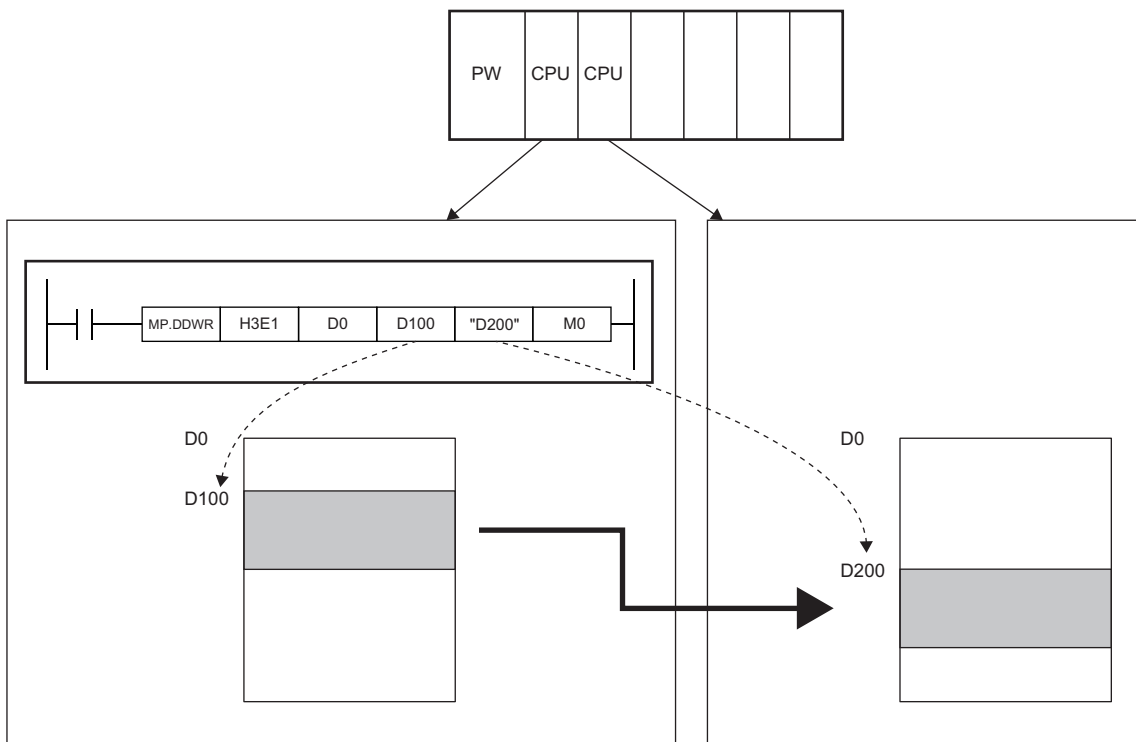 PW CPU CPU
MP.DDWR H3E1 D0 D100 "D200" M0
D0
D100
D0
D200